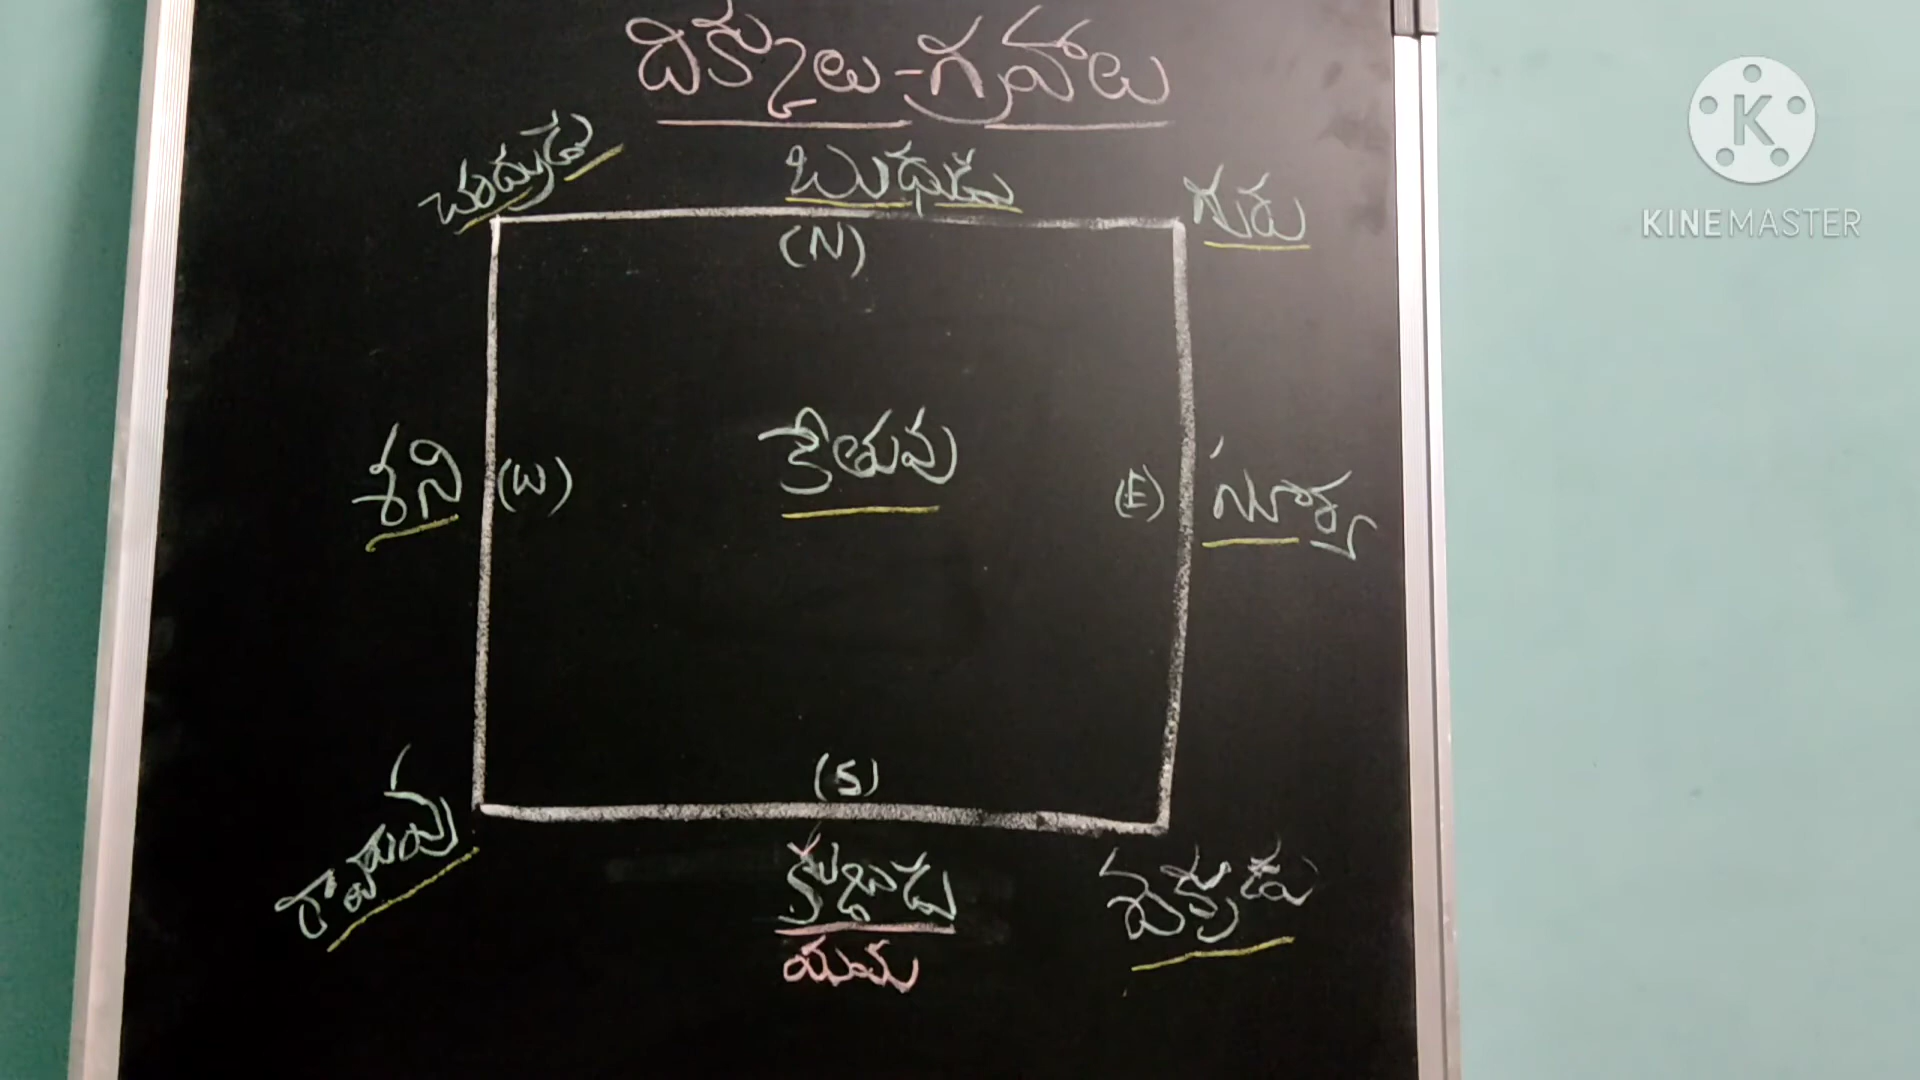 దిక్కులు - గ్రహాలు
చంద్రుడు
బుధుడు
గురు
(N)
శని
(W)
కేతువు
(E)
సూర్య
(S)
రాహువు
కుజుడు
శుక్రుడు
యమ
K
KINEMASTER